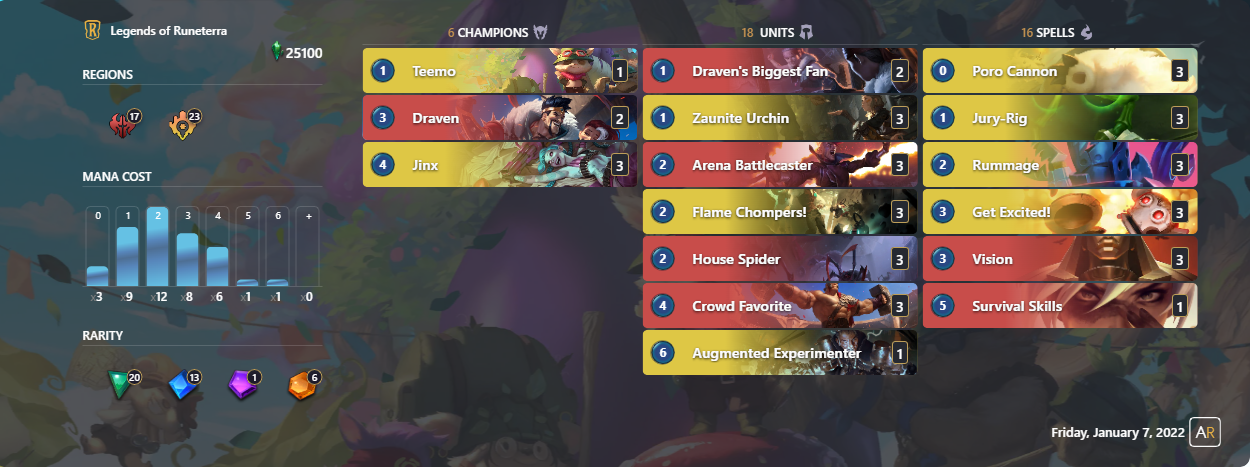 Legends of Runeterra
25100
REGIONS
17 23
MANA COST
0 1 2 3 4 5 6 +
x3 x9 x12 x8 x6 x1 x1 x0
RARITY
20 13 1 6
6 CHAMPIONS
1 Teemo 1
3 Draven 2
4 Jinx 3
18 UNITS
1 Draven's Biggest Fan 2
1 Zaunite Urchin 3
2 Arena Battlecaster 3
2 Flame Chompers! 3
2 House Spider 3
4 Crowd Favorite 3
6 Augmented Experimenter 1
16 SPELLS
0 Poro Cannon 3
1 Jury-Rig 3
2 Rummage 3
3 Get Excited! 3
3 Vision 3
5 Survival Skills 1
Friday, January 7, 2022 AR